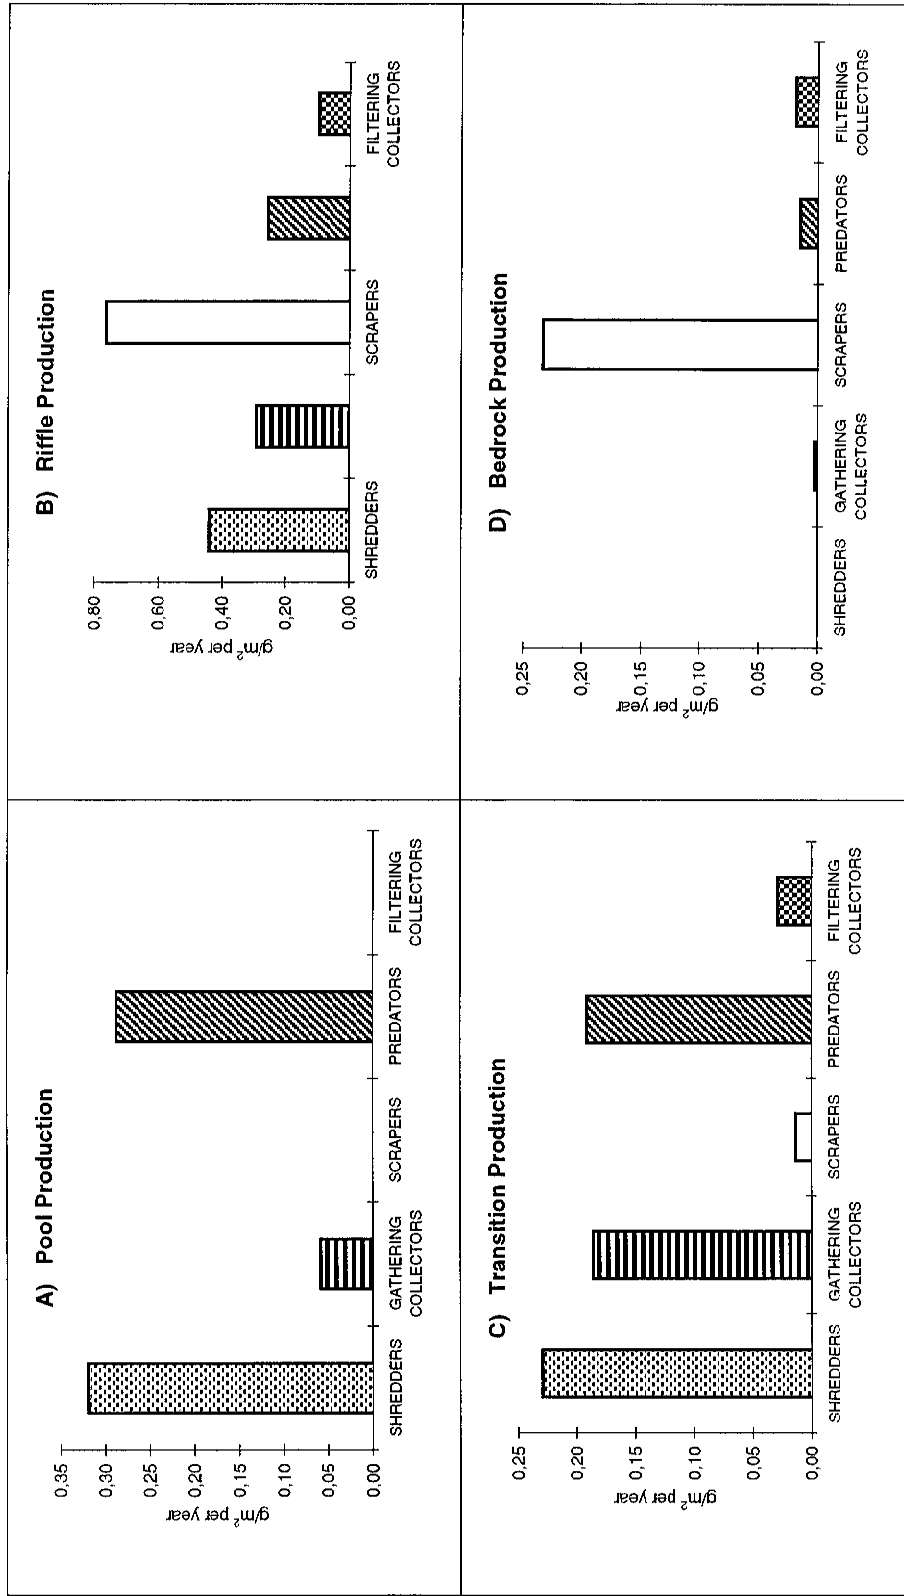 A) Pool Production
g/m² per year
0,35
0,30
0,25
0,20
0,15
0,10
0,05
0,00
SHREDDERS
GATHERING
COLLECTORS
SCRAPERS
PREDATORS
FILTERING
COLLECTORS
B) Riffle Production
g/m² per year
0,80
0,60
0,40
0,20
0,00
SHREDDERS
SCRAPERS
FILTERING
COLLECTORS
C) Transition Production
g/m² per year
0,25
0,20
0,15
0,10
0,05
0,00
SHREDDERS
GATHERING
COLLECTORS
SCRAPERS
PREDATORS
FILTERING
COLLECTORS
D) Bedrock Production
g/m² per year
0,25
0,20
0,15
0,10
0,05
0,00
SHREDDERS
GATHERING
COLLECTORS
SCRAPERS
PREDATORS
FILTERING
COLLECTORS